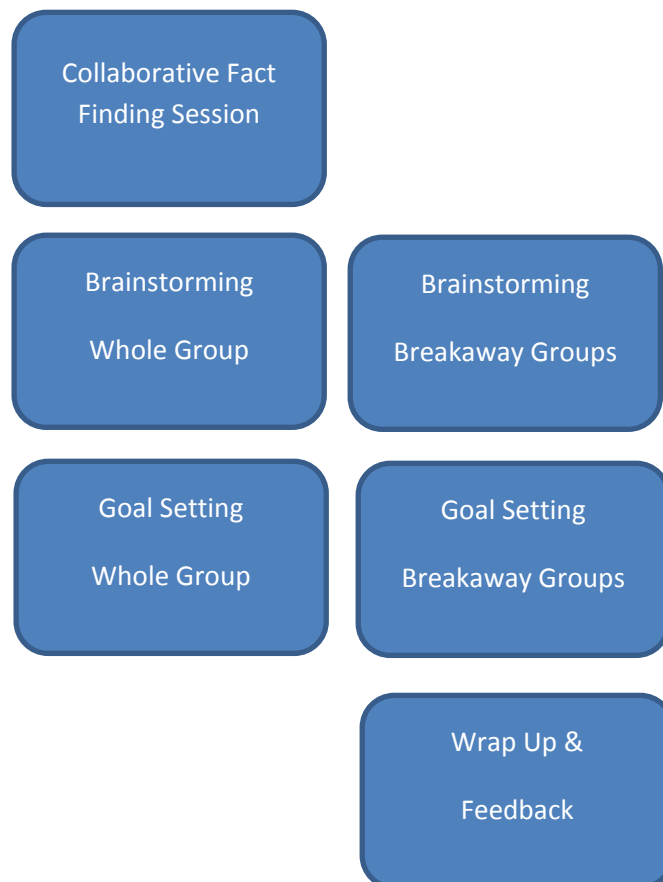 Collaborative Fact
Finding Session
Brainstorming
Whole Group
Brainstorming
Breakaway Groups
Goal Setting
Whole Group
Goal Setting
Breakaway Groups
Wrap Up &
Feedback